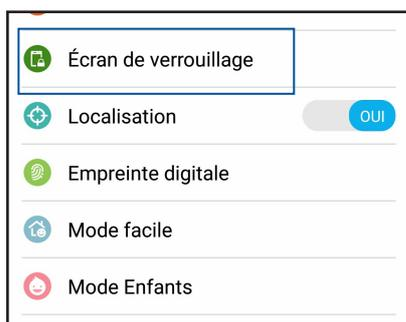 Écran de verrouillage
Localisation OUI
Empreinte digitale
Mode facile
Mode Enfants